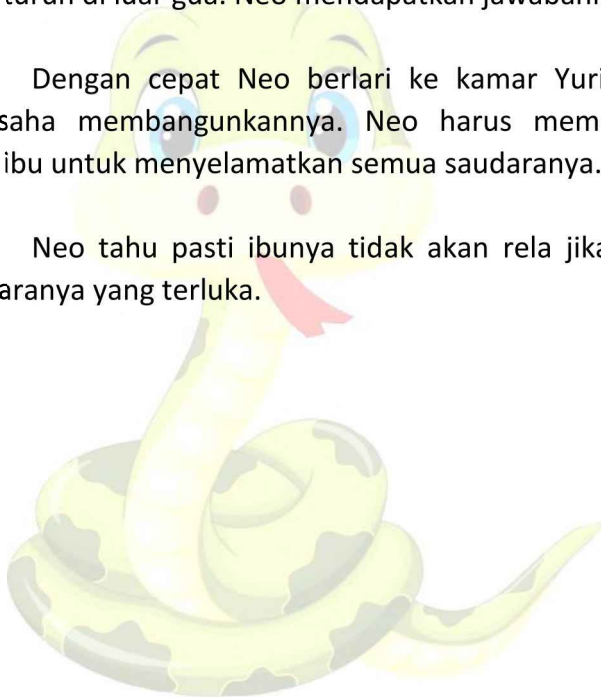 di luar gua. Neo mendapatkan
Dengan cepat Neo berlari ke kamar Yuri
saha membangunkannya. Neo harus mem
ibu untuk menyelamatkan semua saudaranya.
Neo tahu pasti ibunya tidak akan rela jika
aranya yang terluka.